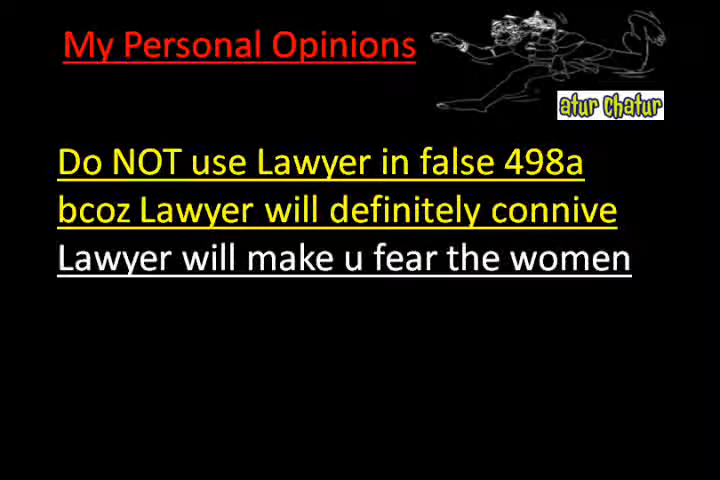 My Personal Opinions
atur chatur
Do NOT use Lawyer in false 498a
bcoz Lawyer will definitely connive
Lawyer will make u fear the women